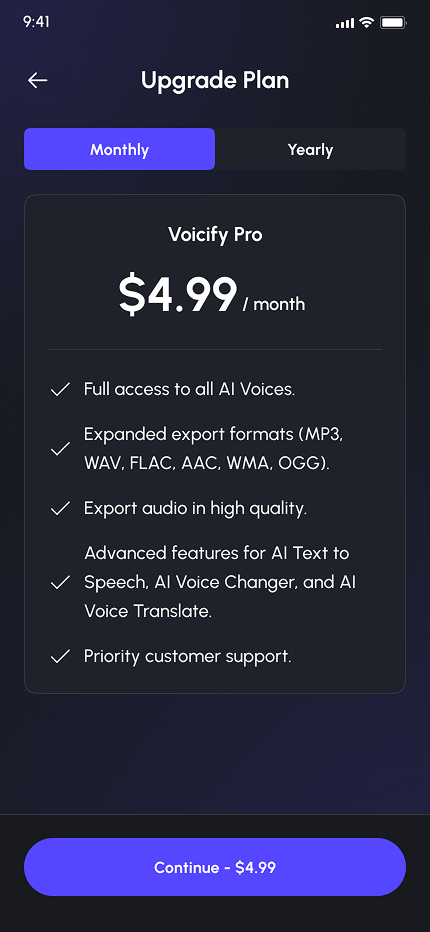 9:41
Upgrade Plan
Monthly
Yearly
Voicify Pro
$4.99 / month
Full access to all AI Voices.
Expanded export formats (MP3,
WAV, FLAC, AAC, WMA, OGG).
Export audio in high quality.
Advanced features for AI Text to
Speech, AI Voice Changer, and AI
Voice Translate.
Priority customer support.
Continue - $4.99